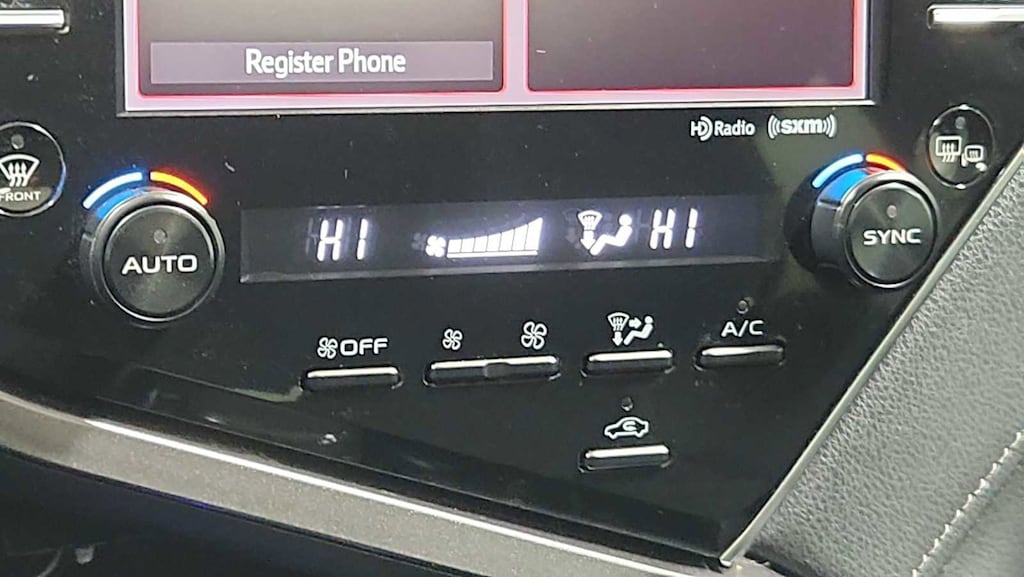 Register Phone
HD Radio
((sxm))
FRONT
AUTO
HI
HI
SYNC
OFF
A/C